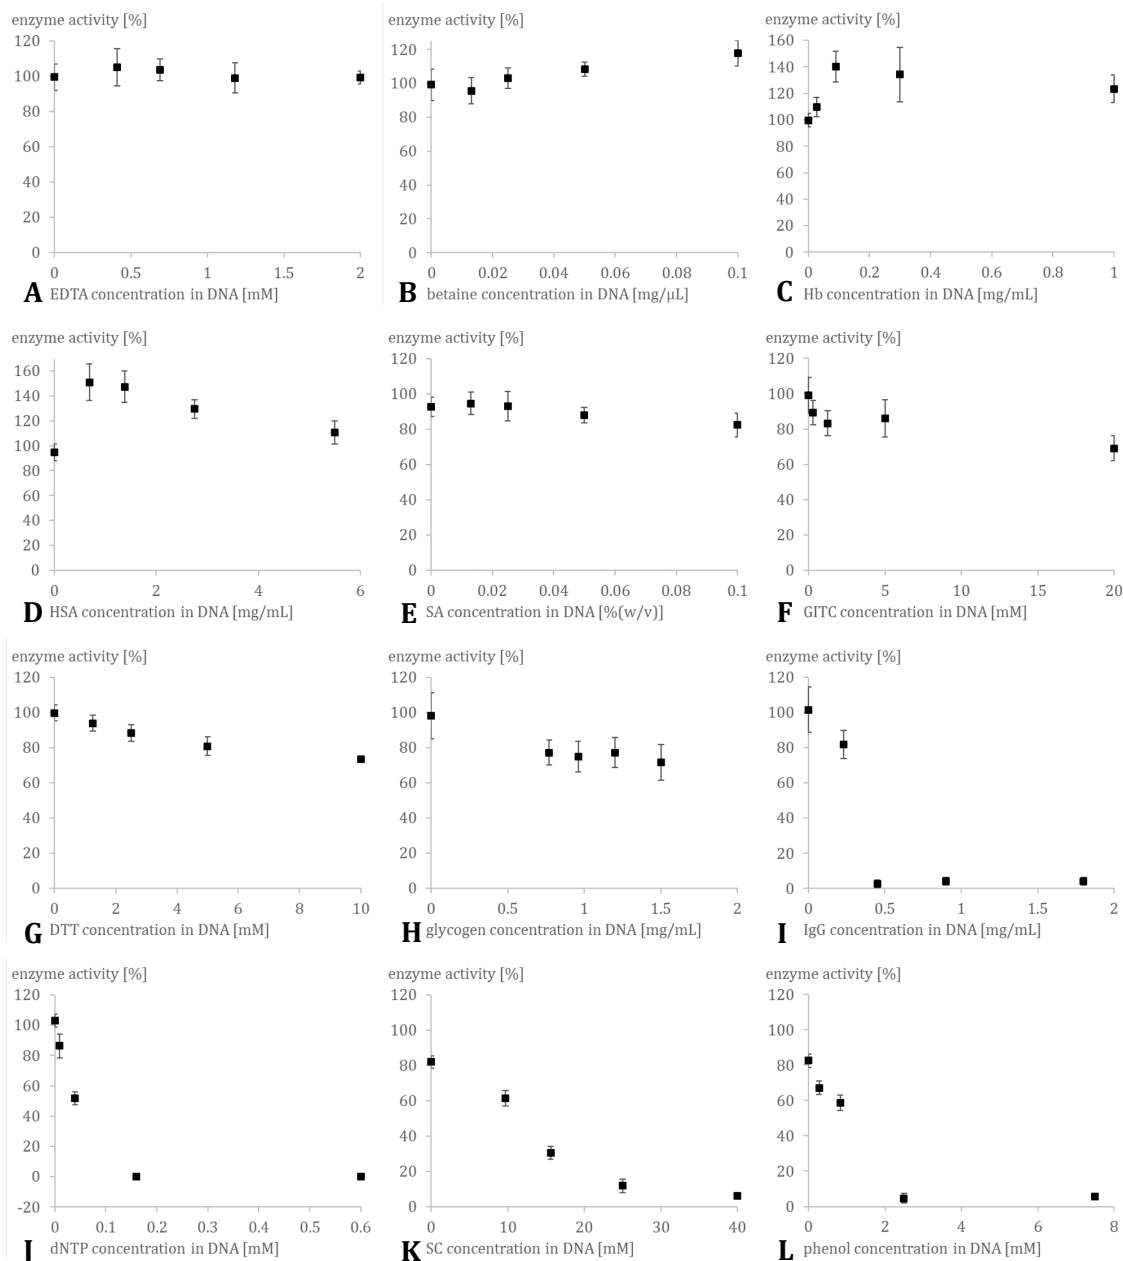 enzyme activity [%] enzyme activity [%] enzyme activity [%]
120 120 160
100 100 140
80 80 120
60 60 100
40 40 80
20 20 60
0 0 40
20
0
0 0.5 1 1.5 2 0 0.02 0.04 0.06 0.08 0.1 0 0.2 0.4 0.6 0.8 1
A EDTA concentration in DNA [mM] B betaine concentration in DNA [mg/μL] C Hb concentration in DNA [mg/mL]
enzyme activity [%] enzyme activity [%] enzyme activity [%]
160 120 120
140 100 100
120 80 80
100 60 60
80 40 40
60 20 20
40 0 0
20
0
0 2 4 6 0 0.02 0.04 0.06 0.08 0.1 0 5 10 15 20
D HSA concentration in DNA [mg/mL] E SA concentration in DNA [%(w/v)] F GITC concentration in DNA [mM]
enzyme activity [%] enzyme activity [%] enzyme activity [%]
120 120 120
100 100 100
80 80 80
60 60 60
40 40 40
20 20 20
0 0 0
0 2 4 6 8 10 0 0.5 1 1.5 2 0 0.5 1 1.5 2
G DTT concentration in DNA [mM] H glycogen concentration in DNA [mg/mL] I IgG concentration in DNA [mg/mL]
enzyme activity [%] enzyme activity [%] enzyme activity [%]
120 120 120
100 100 100
80 80 80
60 60 60
40 40 40
20 20 20
0 0 0
-20
0 0.1 0.2 0.3 0.4 0.5 0.6 0 10 20 30 40 0 2 4 6 8
J dNTP concentration in DNA [mM] K SC concentration in DNA [mM] L phenol concentration in DNA [mM]